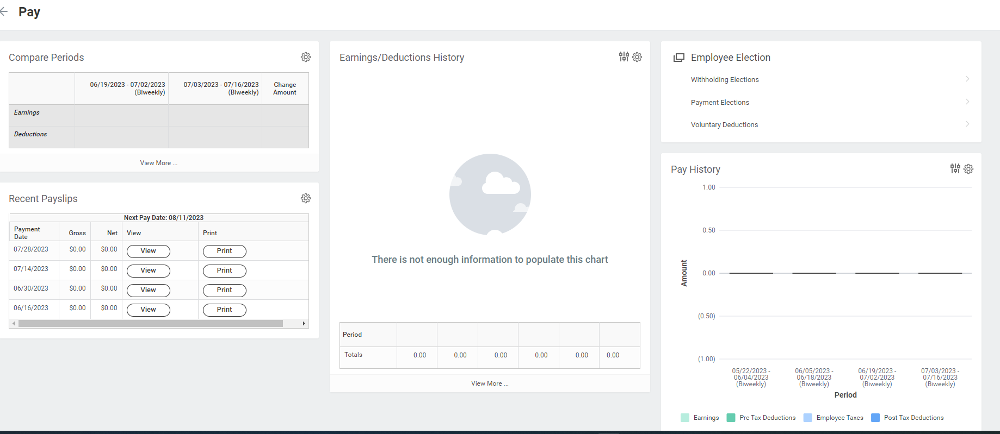 Pay
Compare Periods
06/19/2023 - 07/02/2023
(Biweekly)
07/03/2023 - 07/16/2023
(Biweekly)
Change
Amount
Earnings
Deductions
View More ...
Recent Payslips
Next Pay Date: 08/11/2023
Payment
Date
Gross
Net
View
Print
07/28/2023 $0.00 $0.00 View Print
07/14/2023 $0.00 $0.00 View Print
06/30/2023 $0.00 $0.00 View Print
06/16/2023 $0.00 $0.00 View Print
Earnings/Deductions History
There is not enough information to populate this chart
Period
Totals 0.00 0.00 0.00 0.00 0.00 0.00
View More ...
Employee Election
Withholding Elections
Payment Elections
Voluntary Deductions
Pay History
1.00
0.50
0.00
(0.50)
(1.00)
Amount
05/22/2023 -
06/04/2023
(Biweekly)
06/05/2023 -
06/18/2023
(Biweekly)
06/19/2023 -
07/02/2023
(Biweekly)
07/03/2023 -
07/16/2023
(Biweekly)
Period
Earnings Pre Tax Deductions Employee Taxes Post Tax Deductions